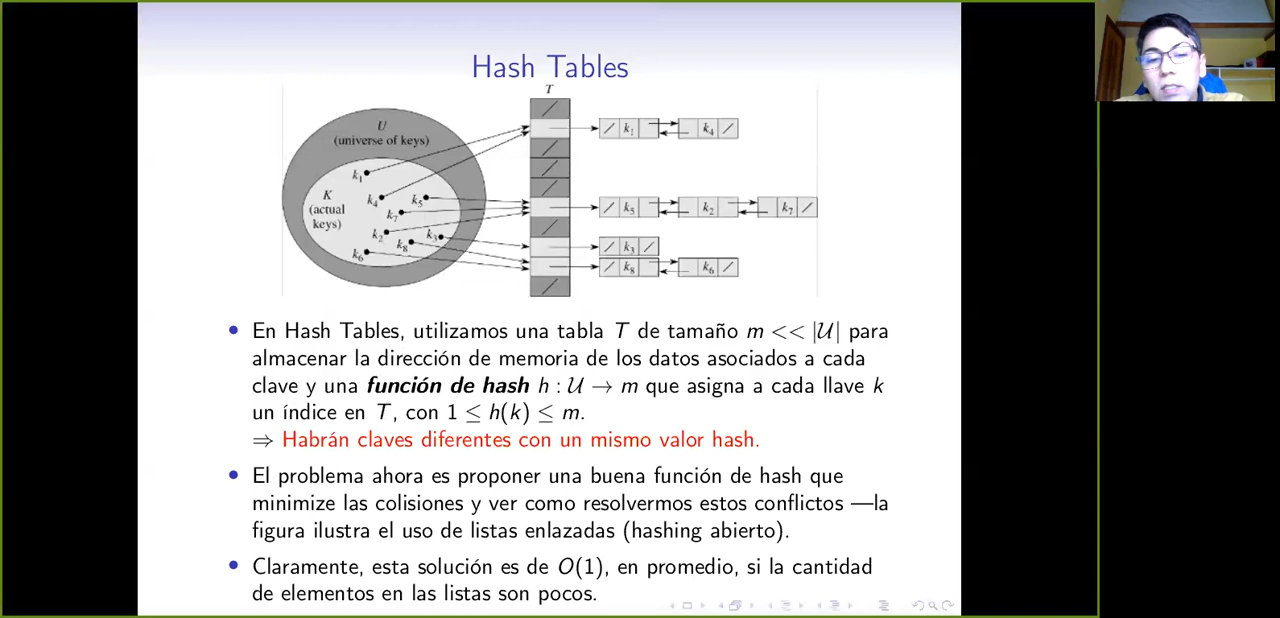 Hash Tables
T
U
(universe of keys)
K
(actual
keys)
k1
k4
k5
k7
k2
k8
k3
k6
k1 k4
k5 k2 k7
k3
k8 k6
En Hash Tables, utilizamos una tabla T de tamaño m << |U| para
almacenar la dirección de memoria de los datos asociados a cada
clave y una función de hash h : U → m que asigna a cada llave k
un índice en T, con 1 ≤ h(k) ≤ m.
⇒ Habrán claves diferentes con un mismo valor hash.
El problema ahora es proponer una buena función de hash que
minimize las colisiones y ver como resolvermos estos conflictos —la
figura ilustra el uso de listas enlazadas (hashing abierto).
Claramente, esta solución es de O(1), en promedio, si la cantidad
de elementos en las listas son pocos.